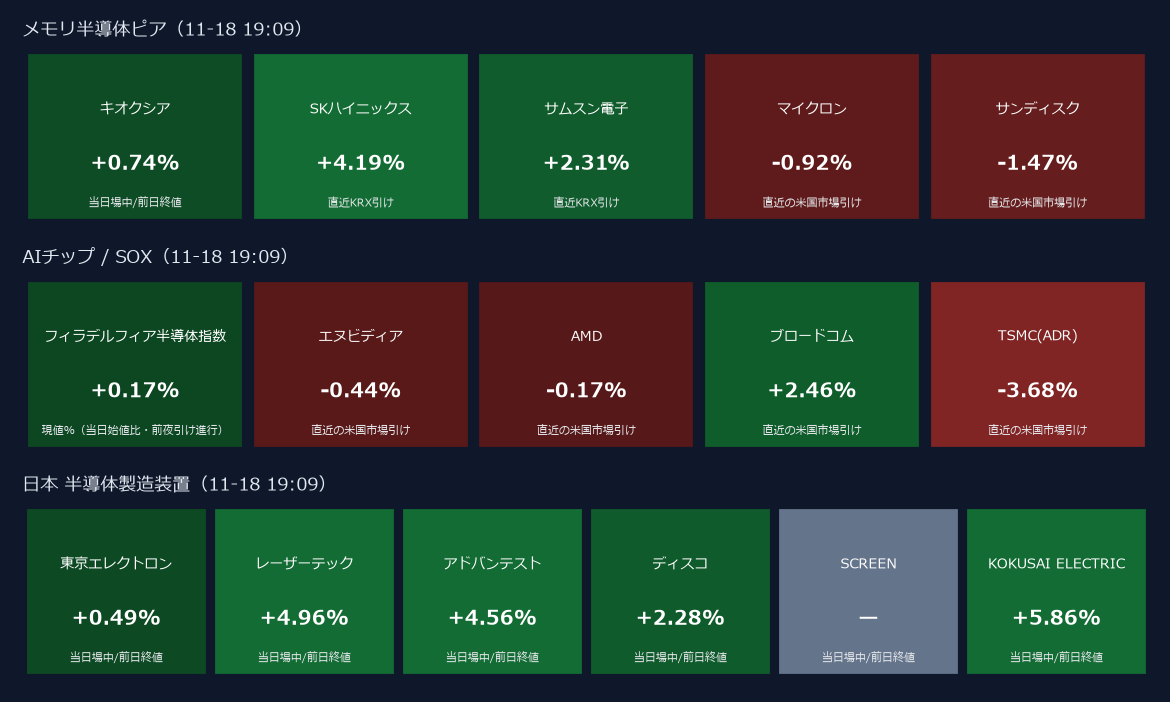 メモリ半導体ピア（11-18 19:09）
キオクシア
+0.74%
当日場中/前日終値
SKハイニックス
+4.19%
直近KRX引け
サムスン電子
+2.31%
直近KRX引け
マイクロン
-0.92%
直近の米国市場引け
サンディスク
-1.47%
直近の米国市場引け
AIチップ / SOX（11-18 19:09）
フィラデルフィア半導体指数
+0.17%
現値%（当日始値比・前夜引け進行）
エヌビディア
-0.44%
直近の米国市場引け
AMD
-0.17%
直近の米国市場引け
ブロードコム
+2.46%
直近の米国市場引け
TSMC(ADR)
-3.68%
直近の米国市場引け
日本 半導体製造装置（11-18 19:09）
東京エレクトロン
+0.49%
当日場中/前日終値
レーザーテック
+4.96%
当日場中/前日終値
アドバンテスト
+4.56%
当日場中/前日終値
ディスコ
+2.28%
当日場中/前日終値
SCREEN
—
当日場中/前日終値
KOKUSAI ELECTRIC
+5.86%
当日場中/前日終値